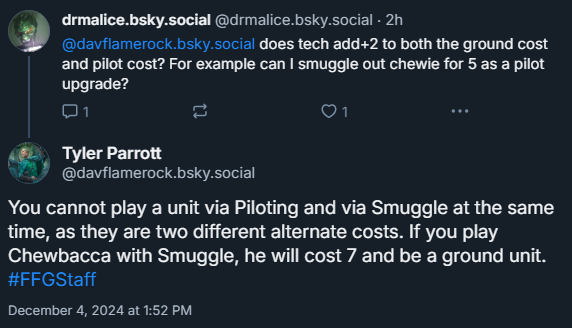 drmalice.bsky.social @drmalice.bsky.social · 2h
@davflamerock.bsky.social does tech add+2 to both the ground cost
and pilot cost? For example can I smuggle out chewie for 5 as a pilot
upgrade?
1 1
Tyler Parrott
@davflamerock.bsky.social
You cannot play a unit via Piloting and via Smuggle at the same
time, as they are two different alternate costs. If you play
Chewbacca with Smuggle, he will cost 7 and be a ground unit.
#FFGStaff
December 4, 2024 at 1:52 PM